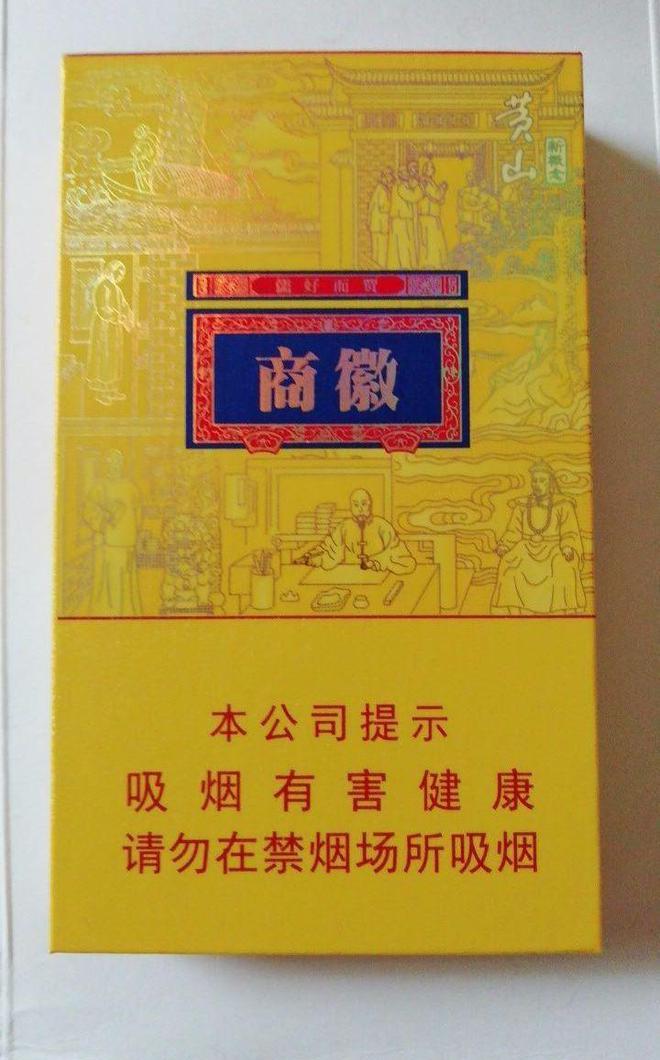 黄山
新概念
儒好而贾
商徽
本公司提示
吸烟有害健康
请勿在禁烟场所吸烟